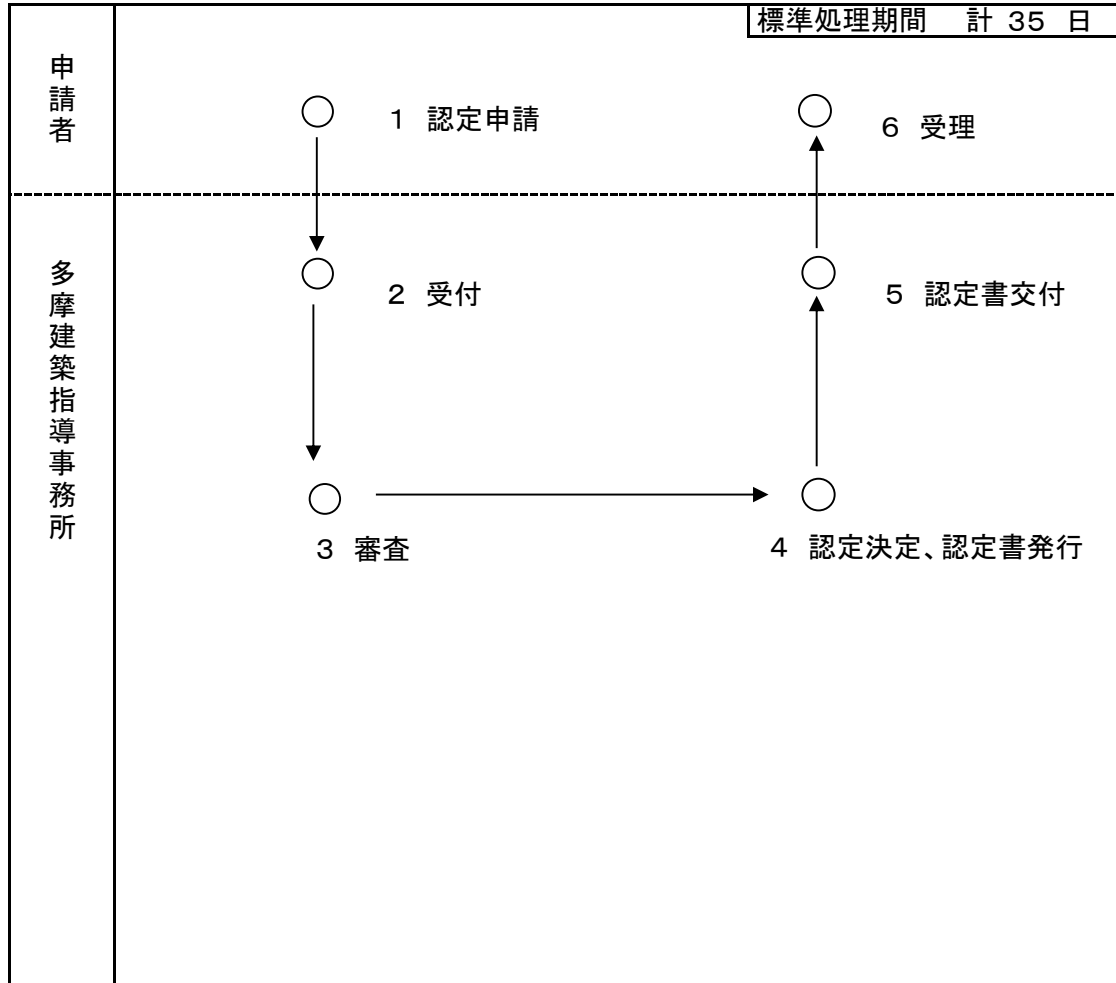 標準処理期間　計 35 日
申請者
1 認定申請
6 受理
多摩建築指導事務所
2 受付
5 認定書交付
3 審査
4 認定決定、認定書発行